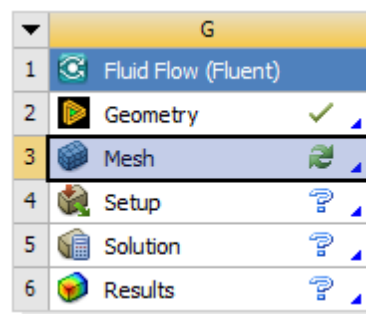 G
1 Fluid Flow (Fluent)
2 Geometry
3 Mesh
4 Setup
5 Solution
6 Results